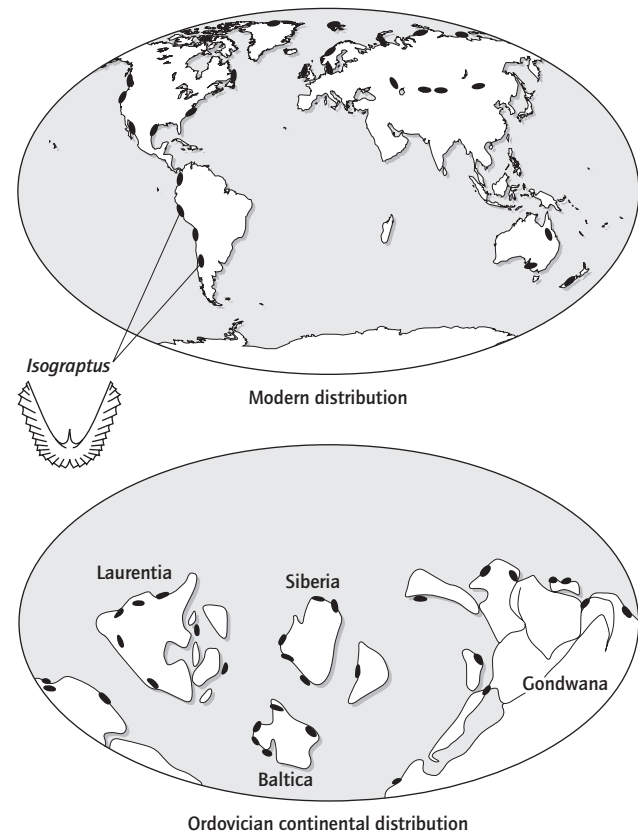 Isograptus
Modern distribution
Laurentia
Siberia
Gondwana
Baltica
Ordovician continental distribution